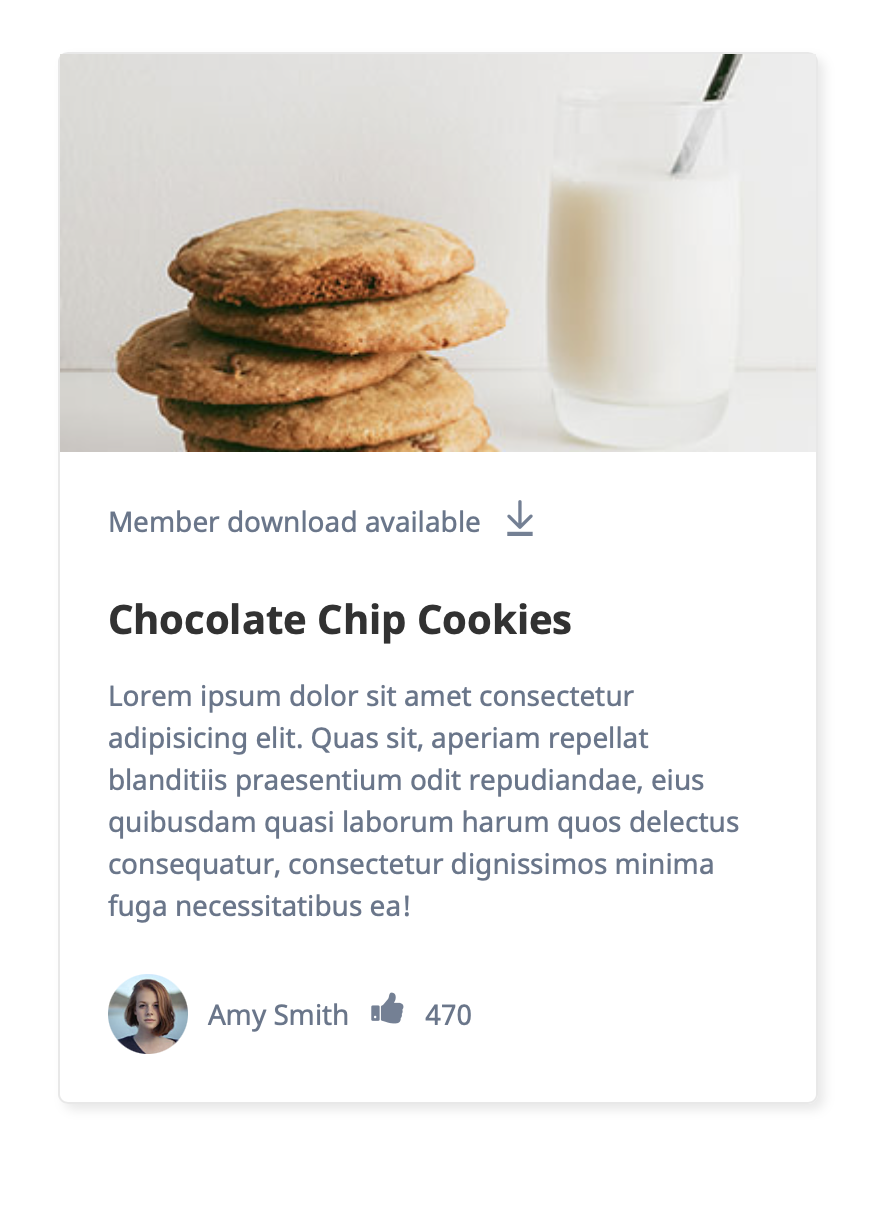 Member download available
Chocolate Chip Cookies
Lorem ipsum dolor sit amet consectetur
adipisicing elit. Quas sit, aperiam repellat
blanditiis praesentium odit repudiandae, eius
quibusdam quasi laborum harum quos delectus
consequatur, consectetur dignissimos minima
fuga necessitatibus ea!
Amy Smith 470